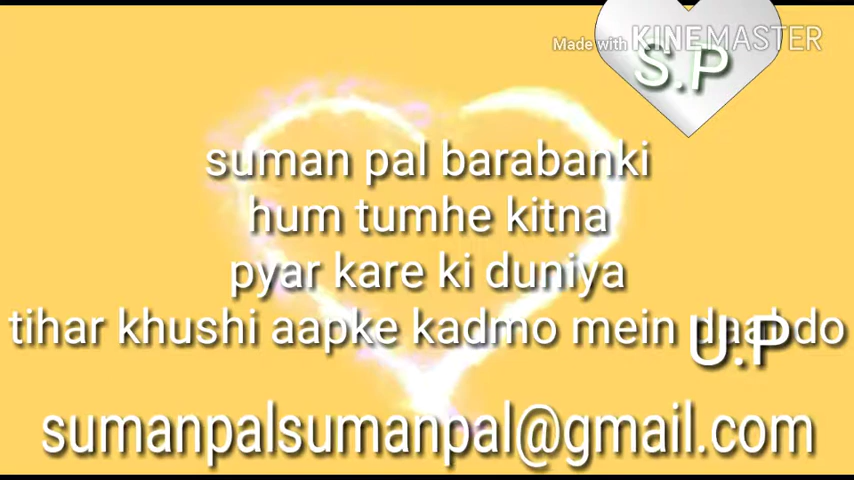 Made with KINEMASTER
S.P
suman pal barabanki
hum tumhe kitna
pyar kare ki duniya
tihar khushi aapke kadmo mein daabdo
U.P
sumanpalsumanpal@gmail.com